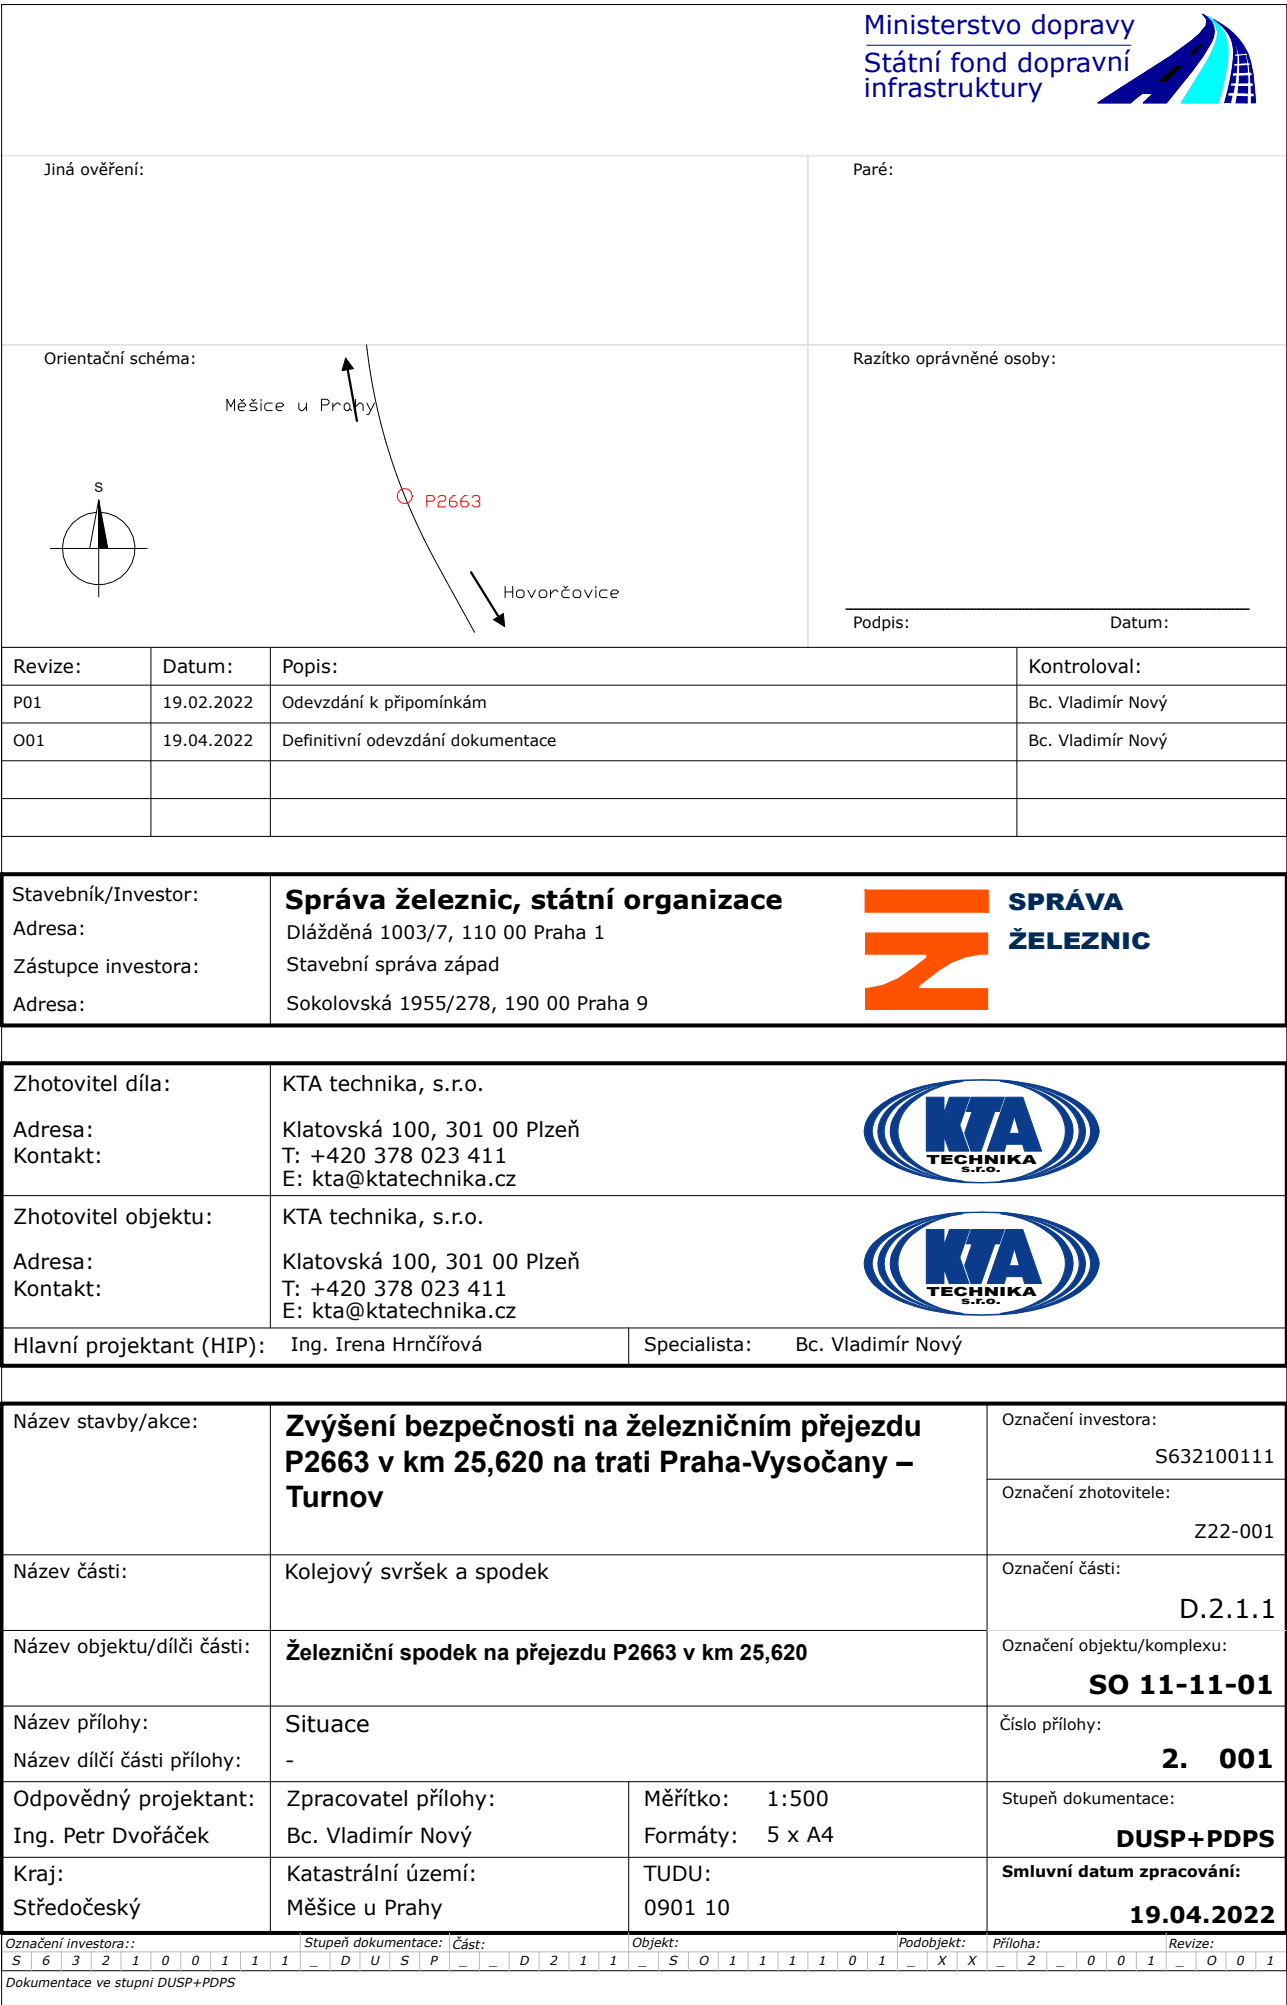 Ministerstvo dopravy
Státní fond dopravní
infrastruktury
Jiná ověření:
Paré:
Orientační schéma:
Razítko oprávněné osoby:
Měšice u Prahy
S
P2663
Hovorčovice
Podpis: Datum:
Revize: Datum: Popis: Kontroloval:
P01 19.02.2022 Odevzdání k připomínkám Bc. Vladimír Nový
O01 19.04.2022 Definitivní odevzdání dokumentace Bc. Vladimír Nový
Stavebník/Investor: Správa železnic, státní organizace
Adresa: Dlážděná 1003/7, 110 00 Praha 1
Zástupce investora: Stavební správa západ
Adresa: Sokolovská 1955/278, 190 00 Praha 9
SPRÁVA
ŽELEZNIC
Zhotovitel díla: KTA technika, s.r.o.
Adresa: Klatovská 100, 301 00 Plzeň
Kontakt: T: +420 378 023 411
E: kta@ktatechnika.cz
KTA
TECHNIKA
s.r.o.
Zhotovitel objektu: KTA technika, s.r.o.
Adresa: Klatovská 100, 301 00 Plzeň
Kontakt: T: +420 378 023 411
E: kta@ktatechnika.cz
KTA
TECHNIKA
s.r.o.
Hlavní projektant (HIP): Ing. Irena Hrnčířová Specialista: Bc. Vladimír Nový
Název stavby/akce: Zvýšení bezpečnosti na železničním přejezdu
P2663 v km 25,620 na trati Praha-Vysočany –
Turnov
Označení investora:
S632100111
Označení zhotovitele:
Z22-001
Název části: Kolejový svršek a spodek
Označení části:
D.2.1.1
Název objektu/dílči části: Železniční spodek na přejezdu P2663 v km 25,620
Označení objektu/komplexu:
SO 11-11-01
Název přílohy: Situace
Číslo přílohy:
Název dílčí části přílohy: -
2. 001
Odpovědný projektant: Zpracovatel přílohy: Měřítko: 1:500 Stupeň dokumentace:
Ing. Petr Dvořáček Bc. Vladimír Nový Formáty: 5 x A4 DUSP+PDPS
Kraj: Katastrální území: TUDU: Smluvní datum zpracování:
Středočeský Měšice u Prahy 0901 10 19.04.2022
Označení investora:: Stupeň dokumentace: Část: Objekt: Podobjekt: Příloha: Revize:
S 6 3 2 1 0 0 1 1 1 _ D U S P _ _ D 2 1 1 _ S O 1 1 1 1 0 1 _ X X _ 2 _ 0 0 1 _ O 0 1
Dokumentace ve stupni DUSP+PDPS